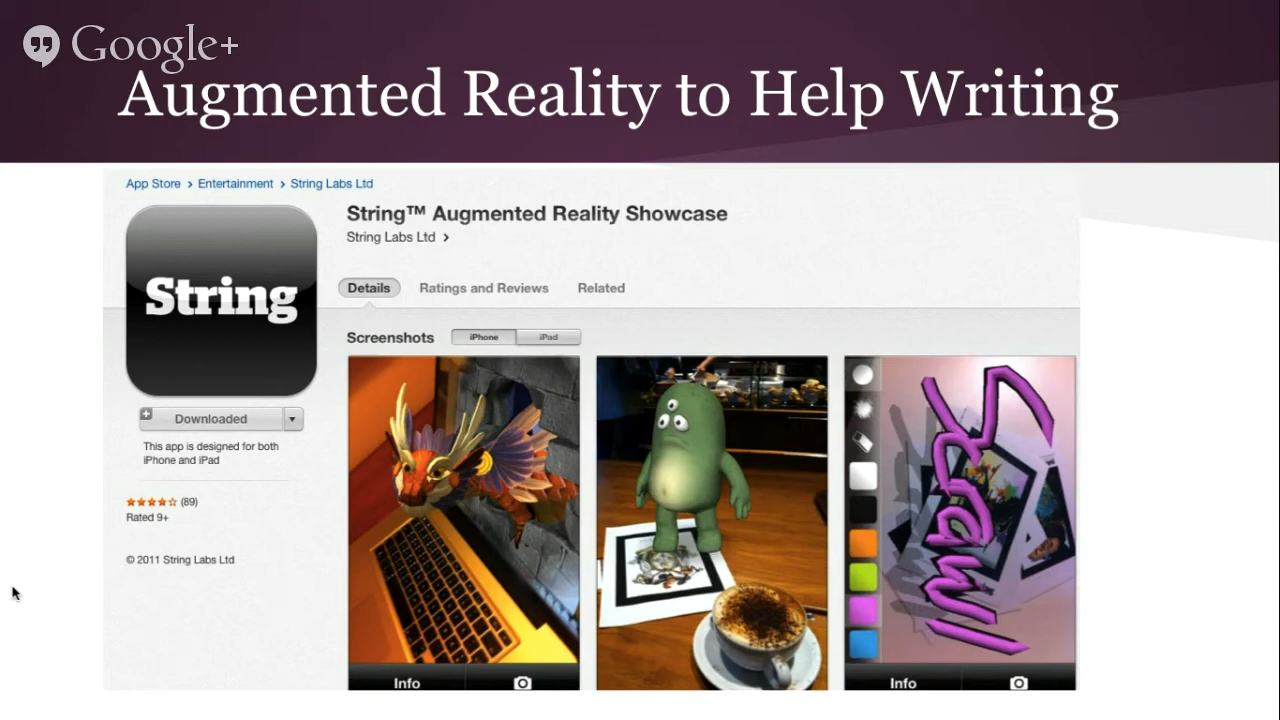 Google+
Augmented Reality to Help Writing
App Store › Entertainment › String Labs Ltd
String™ Augmented Reality Showcase
String Labs Ltd ›
String
Details Ratings and Reviews Related
Screenshots iPhone iPad
Downloaded
This app is designed for both
iPhone and iPad
(89)
Rated 9+
© 2011 String Labs Ltd
Scrawl
Info
Info